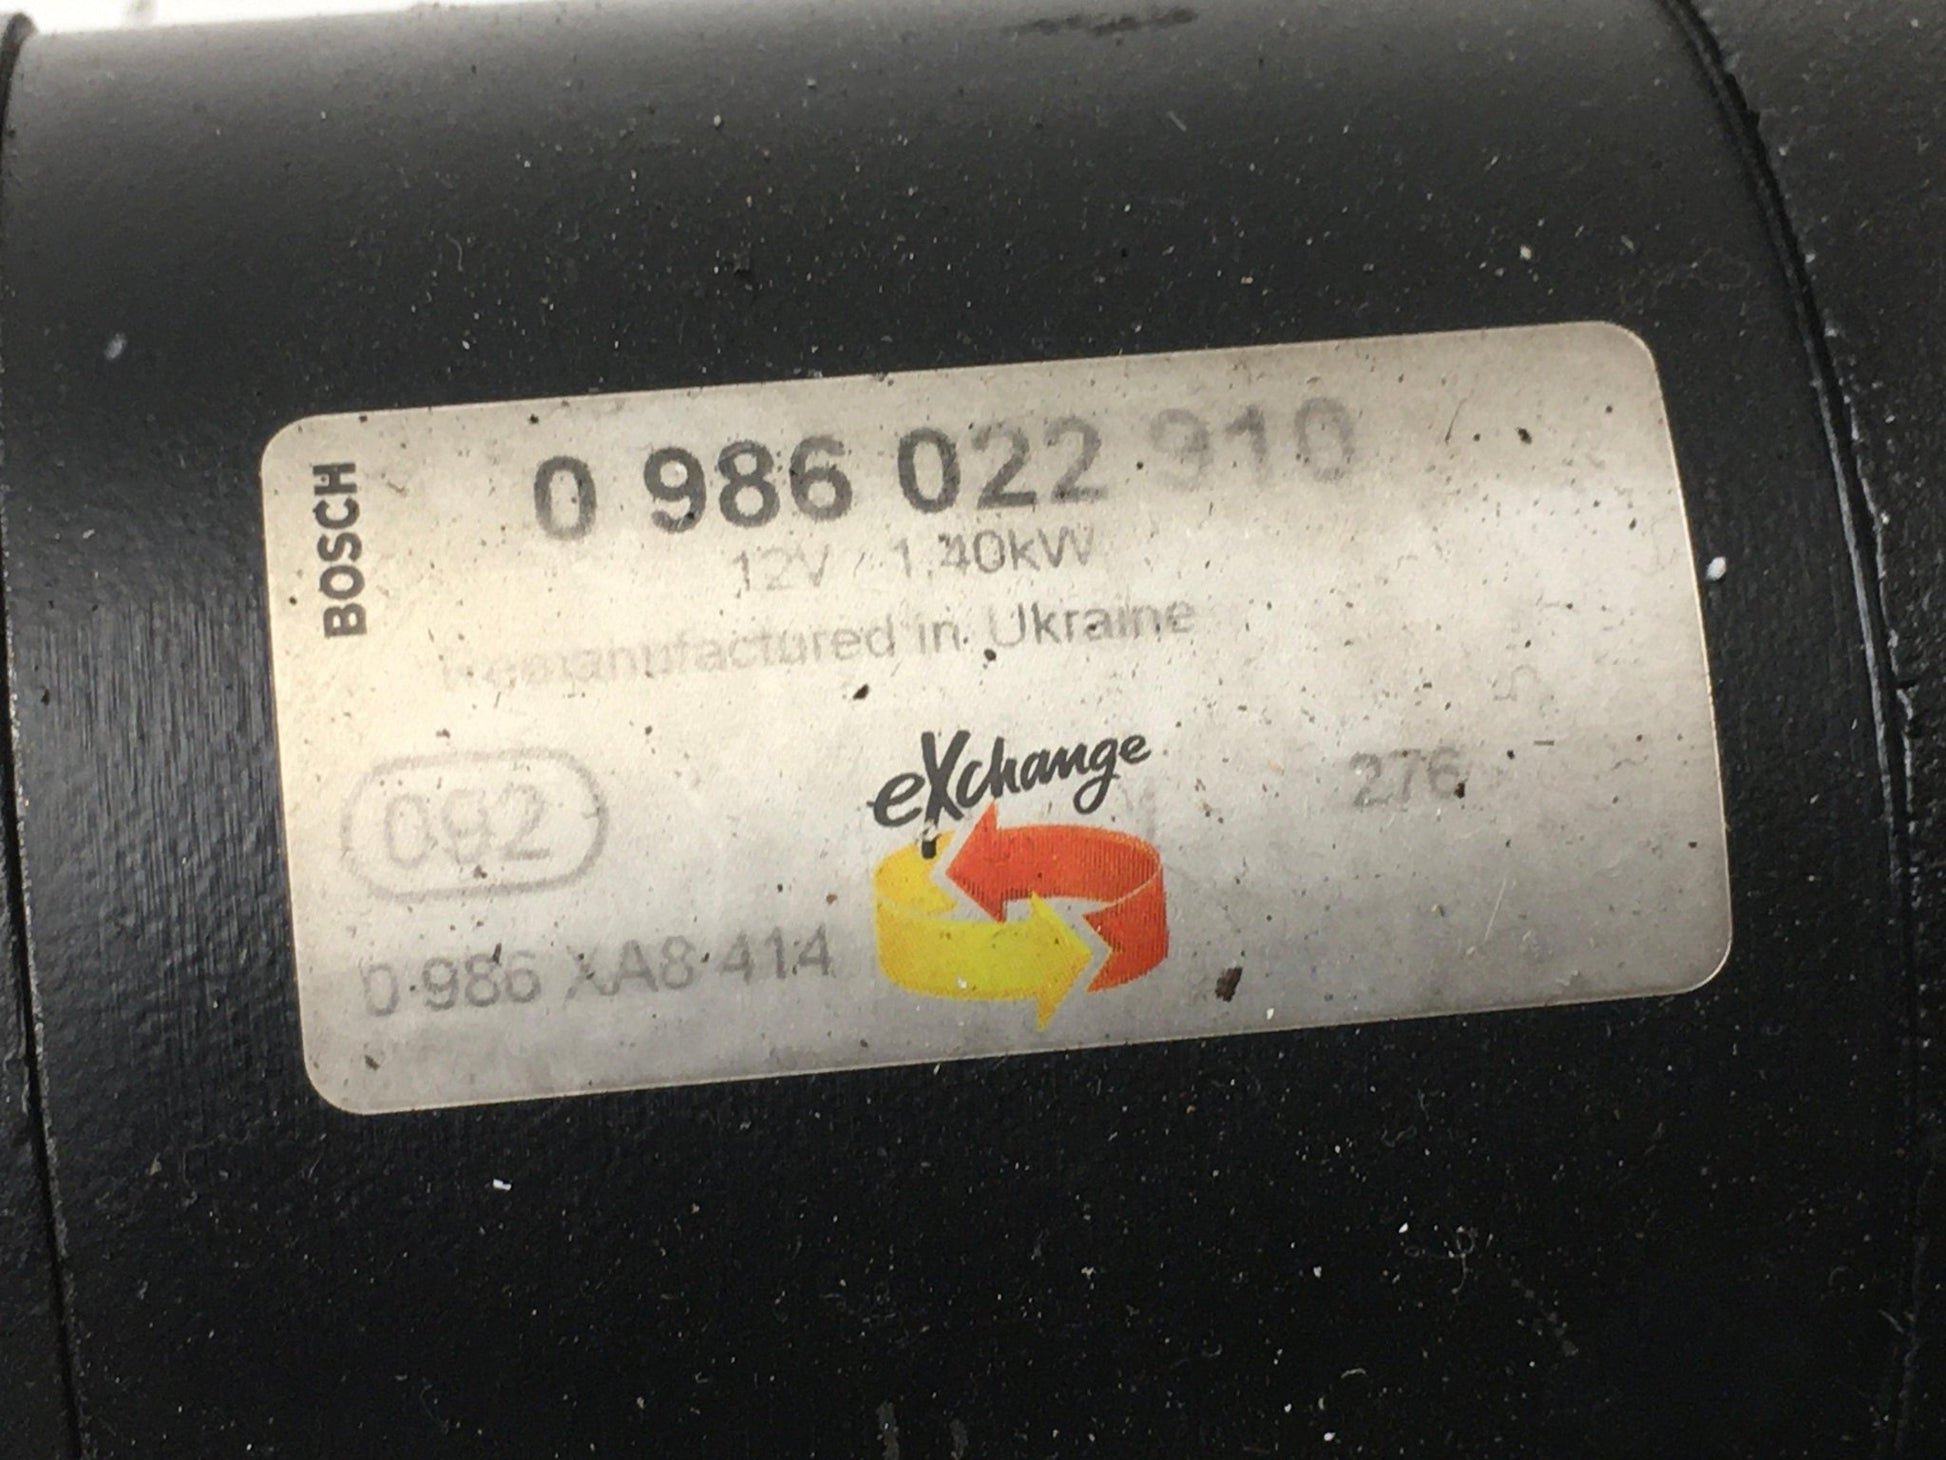 BOSCH
0 986 022 910
12V / 1,40kW
Remanufactured in Ukraine
eXchange
276
092
0 986 XA8 414